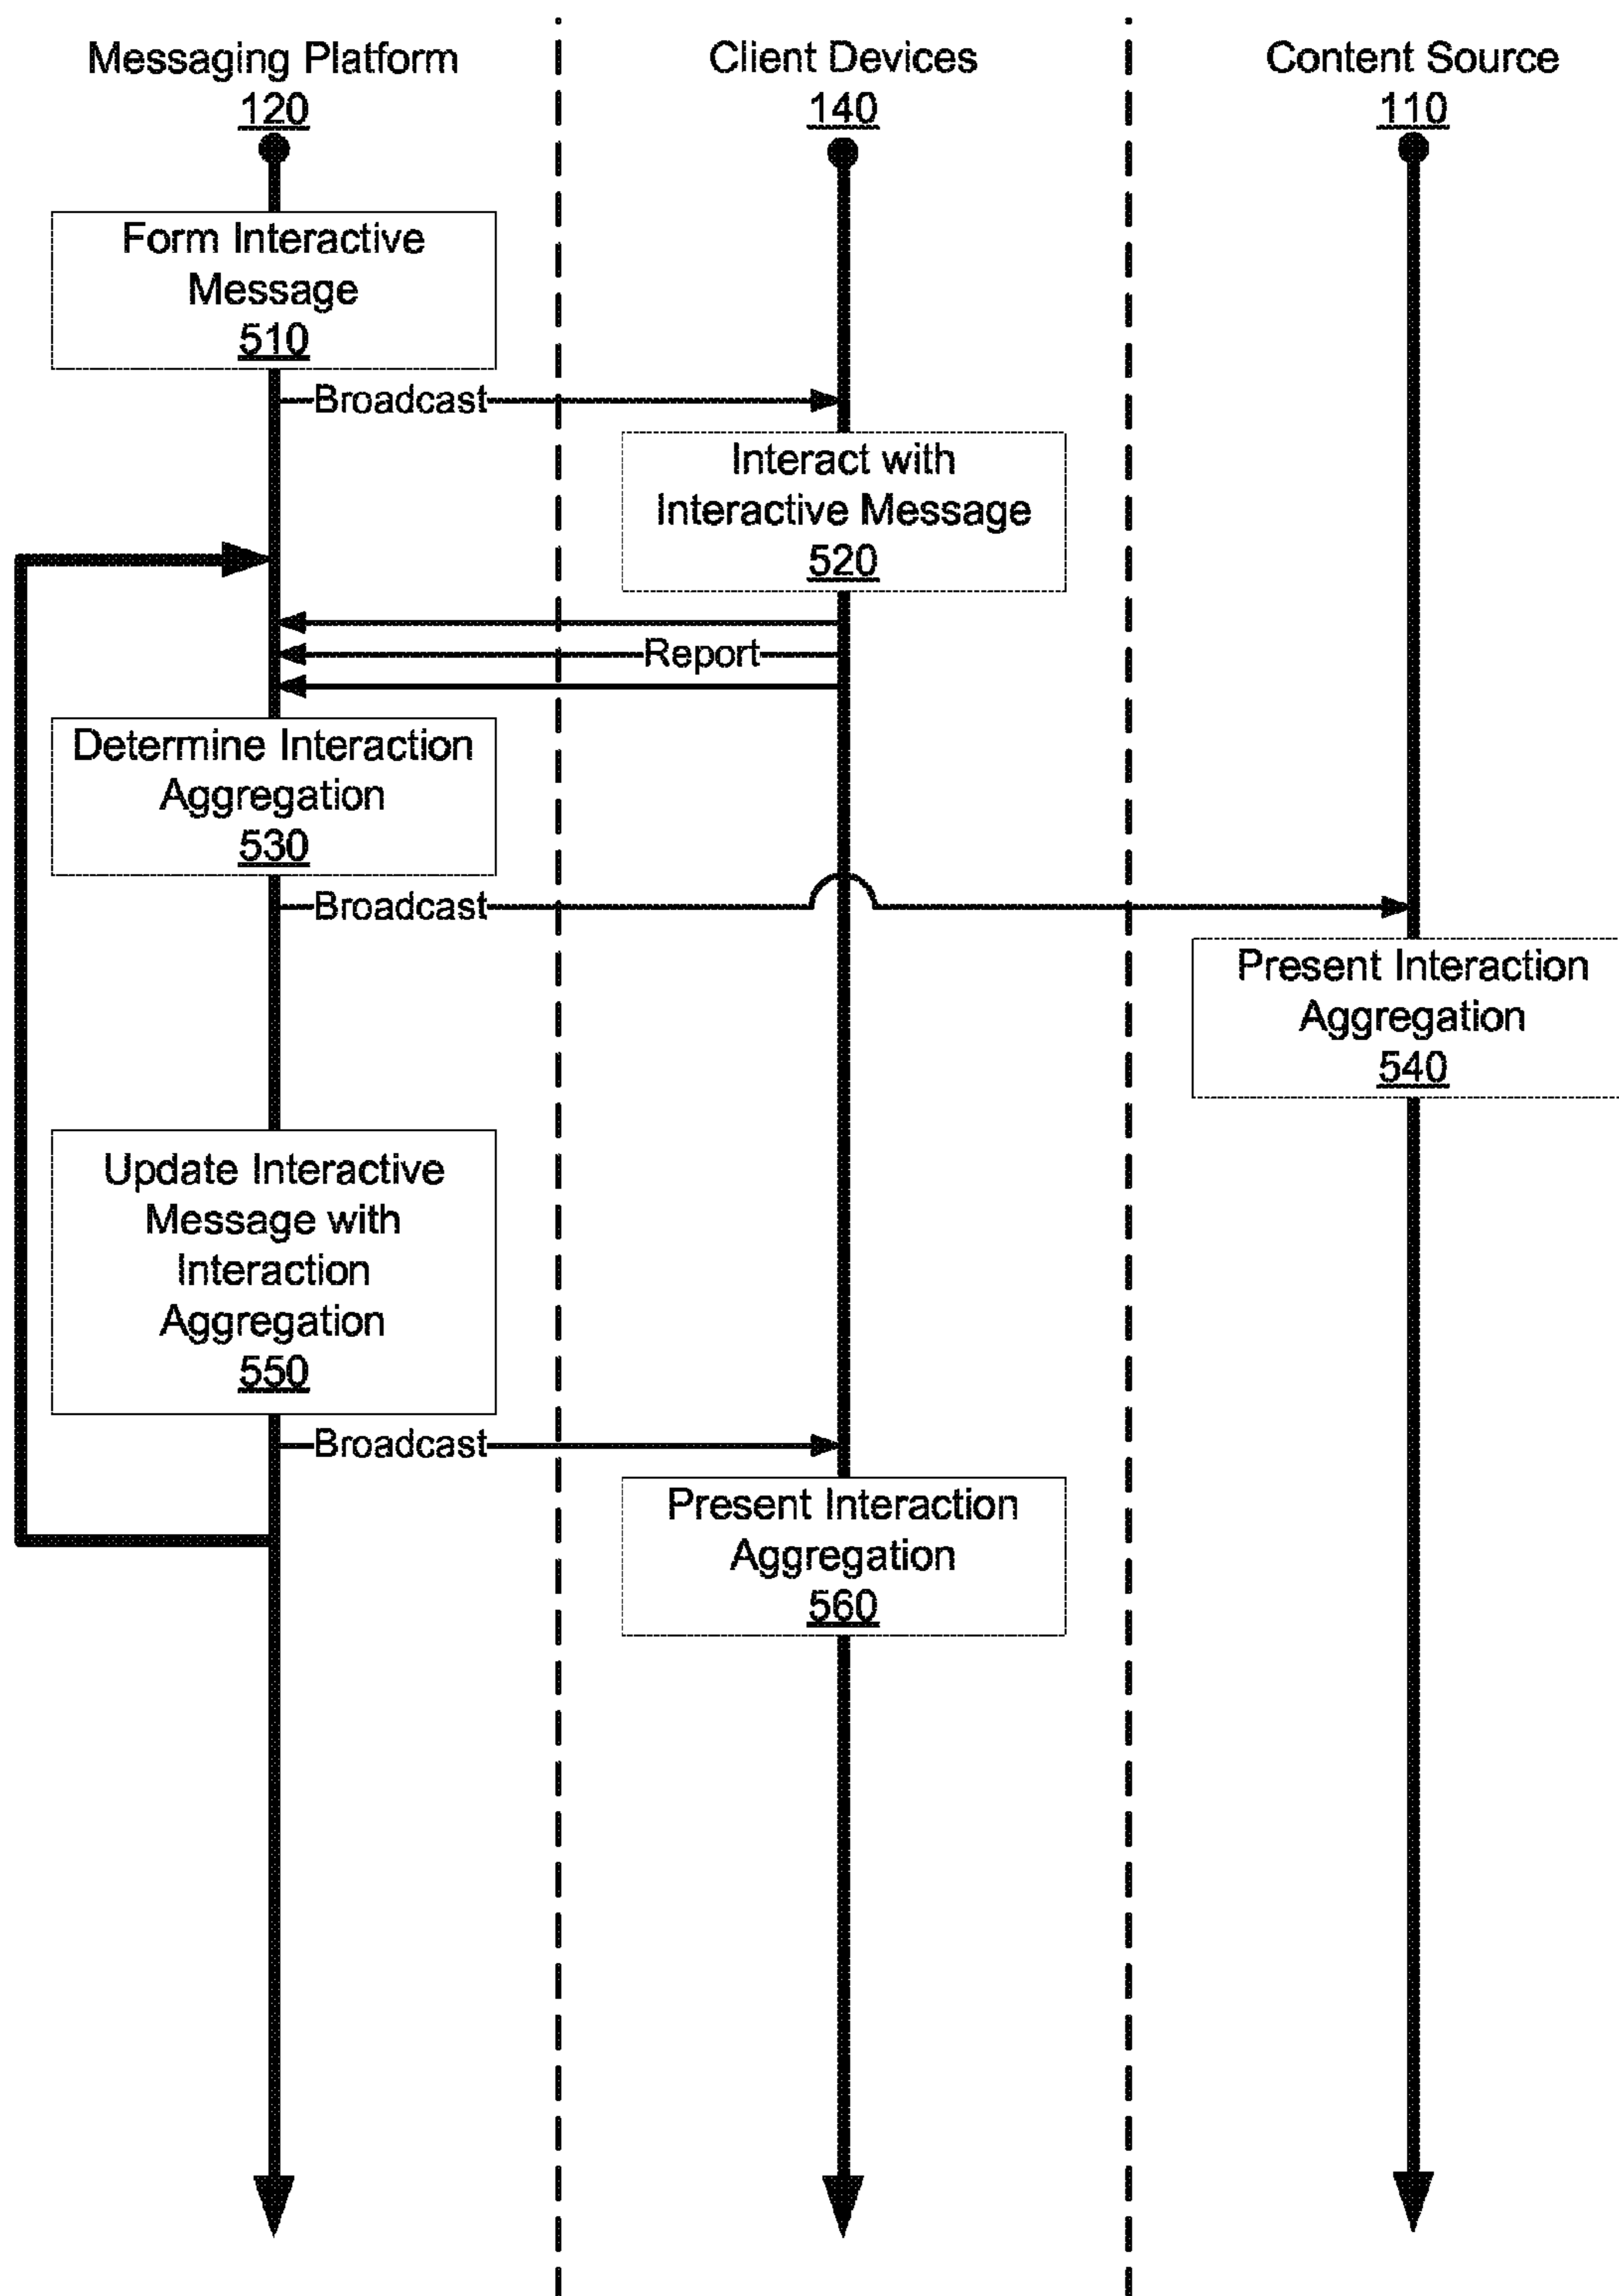 Messaging Platform
120
Client Devices
140
Content Source
110
Form Interactive
Message
510
Broadcast
Interact with
Interactive Message
520
Report
Determine Interaction
Aggregation
530
Broadcast
Present Interaction
Aggregation
540
Update Interactive
Message with
Interaction
Aggregation
550
Broadcast
Present Interaction
Aggregation
560